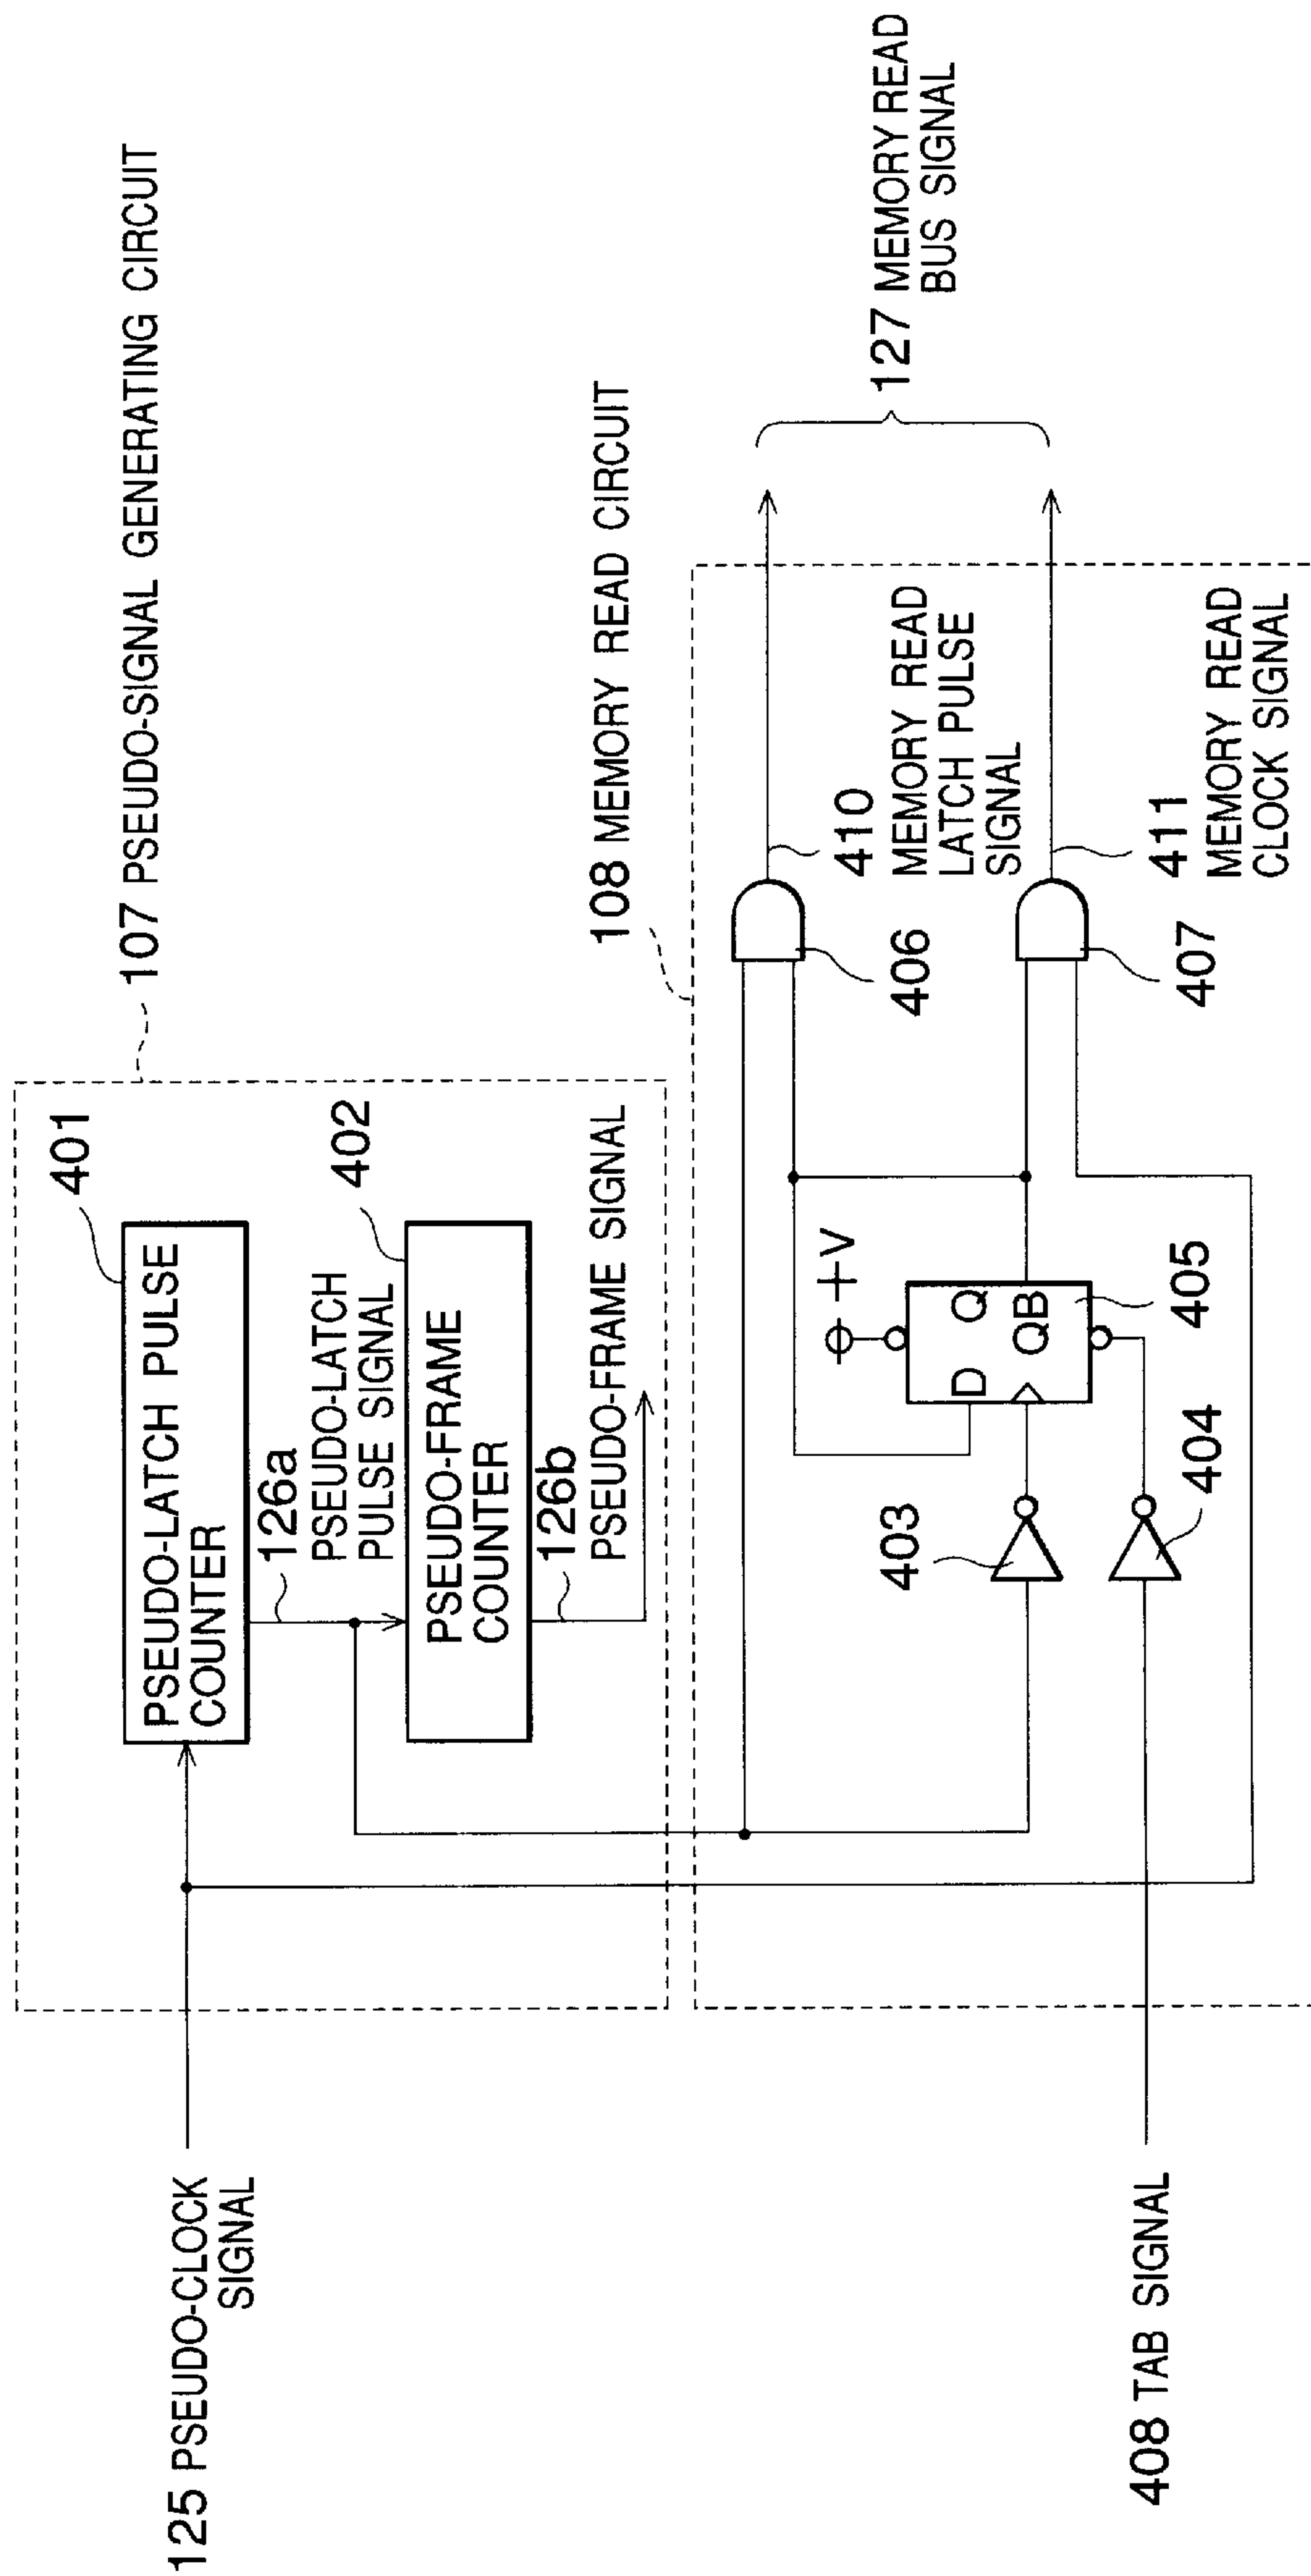 107 PSEUDO-SIGNAL GENERATING CIRCUIT
401
PSEUDO-LATCH PULSE
COUNTER
125 PSEUDO-CLOCK
SIGNAL
126a
PSEUDO-LATCH
PULSE SIGNAL
402
PSEUDO-FRAME
COUNTER
126b
PSEUDO-FRAME SIGNAL
108 MEMORY READ CIRCUIT
127 MEMORY READ
BUS SIGNAL
406
410
MEMORY READ
LATCH PULSE
SIGNAL
+V
D Q
QB
405
403
404
407
411
MEMORY READ
CLOCK SIGNAL
408 TAB SIGNAL